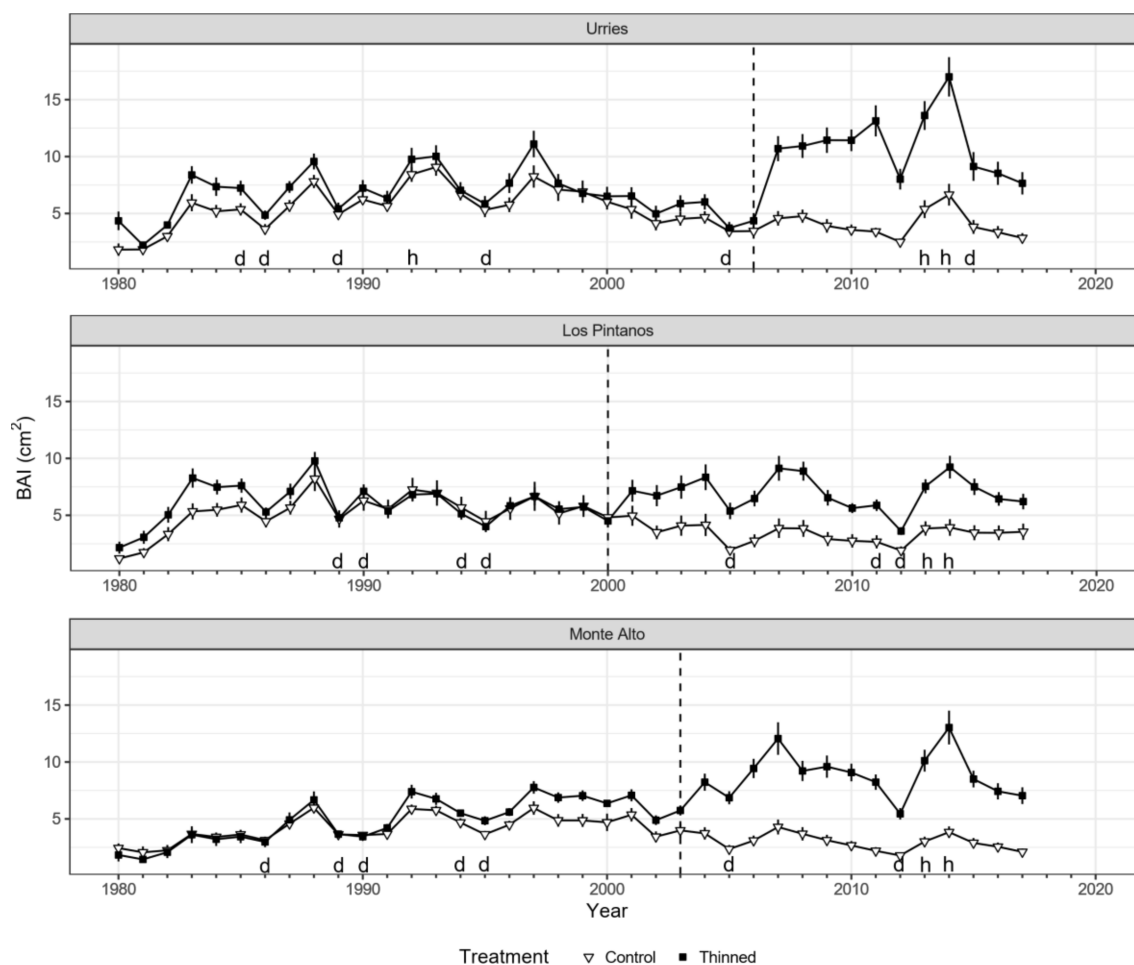 Urries
15
10
5
d d d h d d h h d
1980 1990 2000 2010 2020
Los Pintanos
15
10
5
d d d d d d d h h
1980 1990 2000 2010 2020
BAI (cm²)
Monte Alto
15
10
5
d d d d d d d h h
1980 1990 2000 2010 2020
Year
Treatment Control Thinned